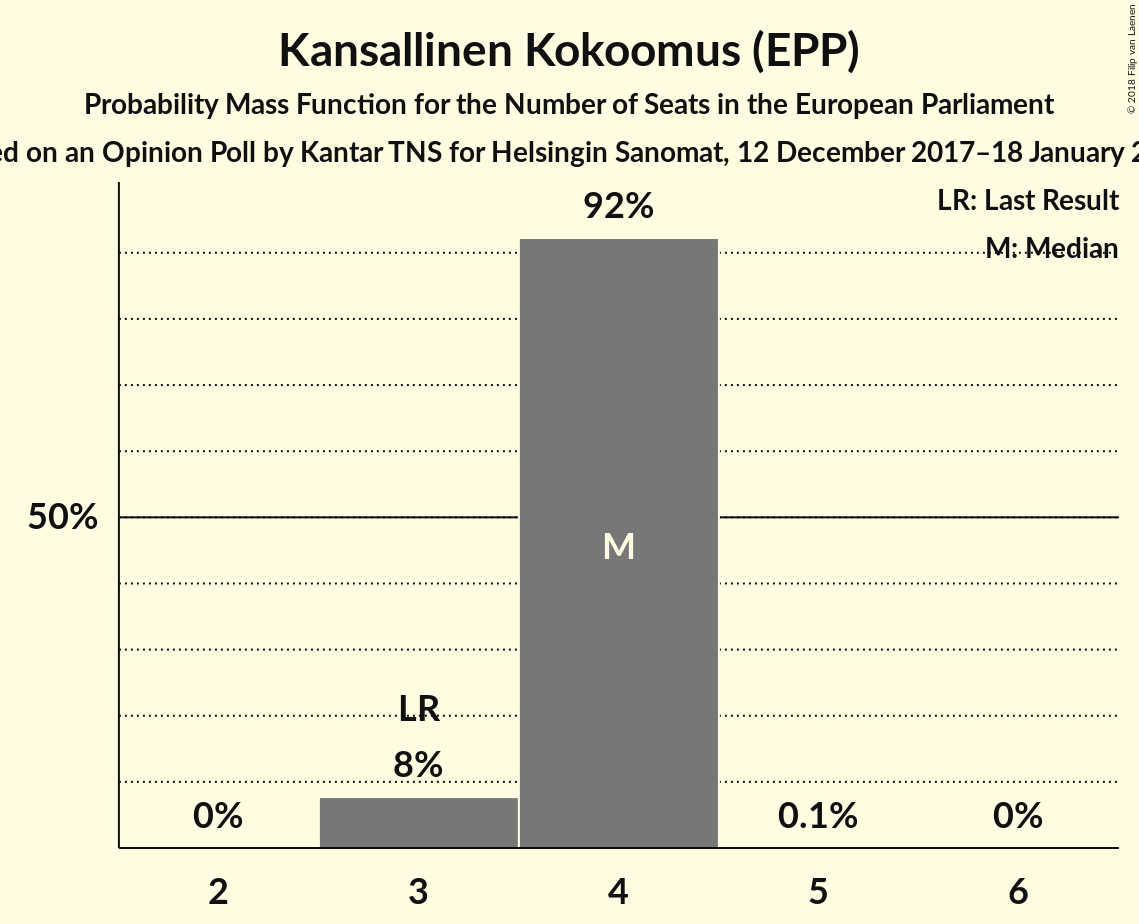 Kansallinen Kokoomus (EPP)
Probability Mass Function for the Number of Seats in the European Parliament
on an Opinion Poll by Kantar TNS for Helsingin Sanomat, 12 December 2017–18 January
© 2018 Filip van Laenen
LR: Last Result
M: Median
92%
50%
M
LR
8%
0%
0.1%
0%
2
3
4
5
6